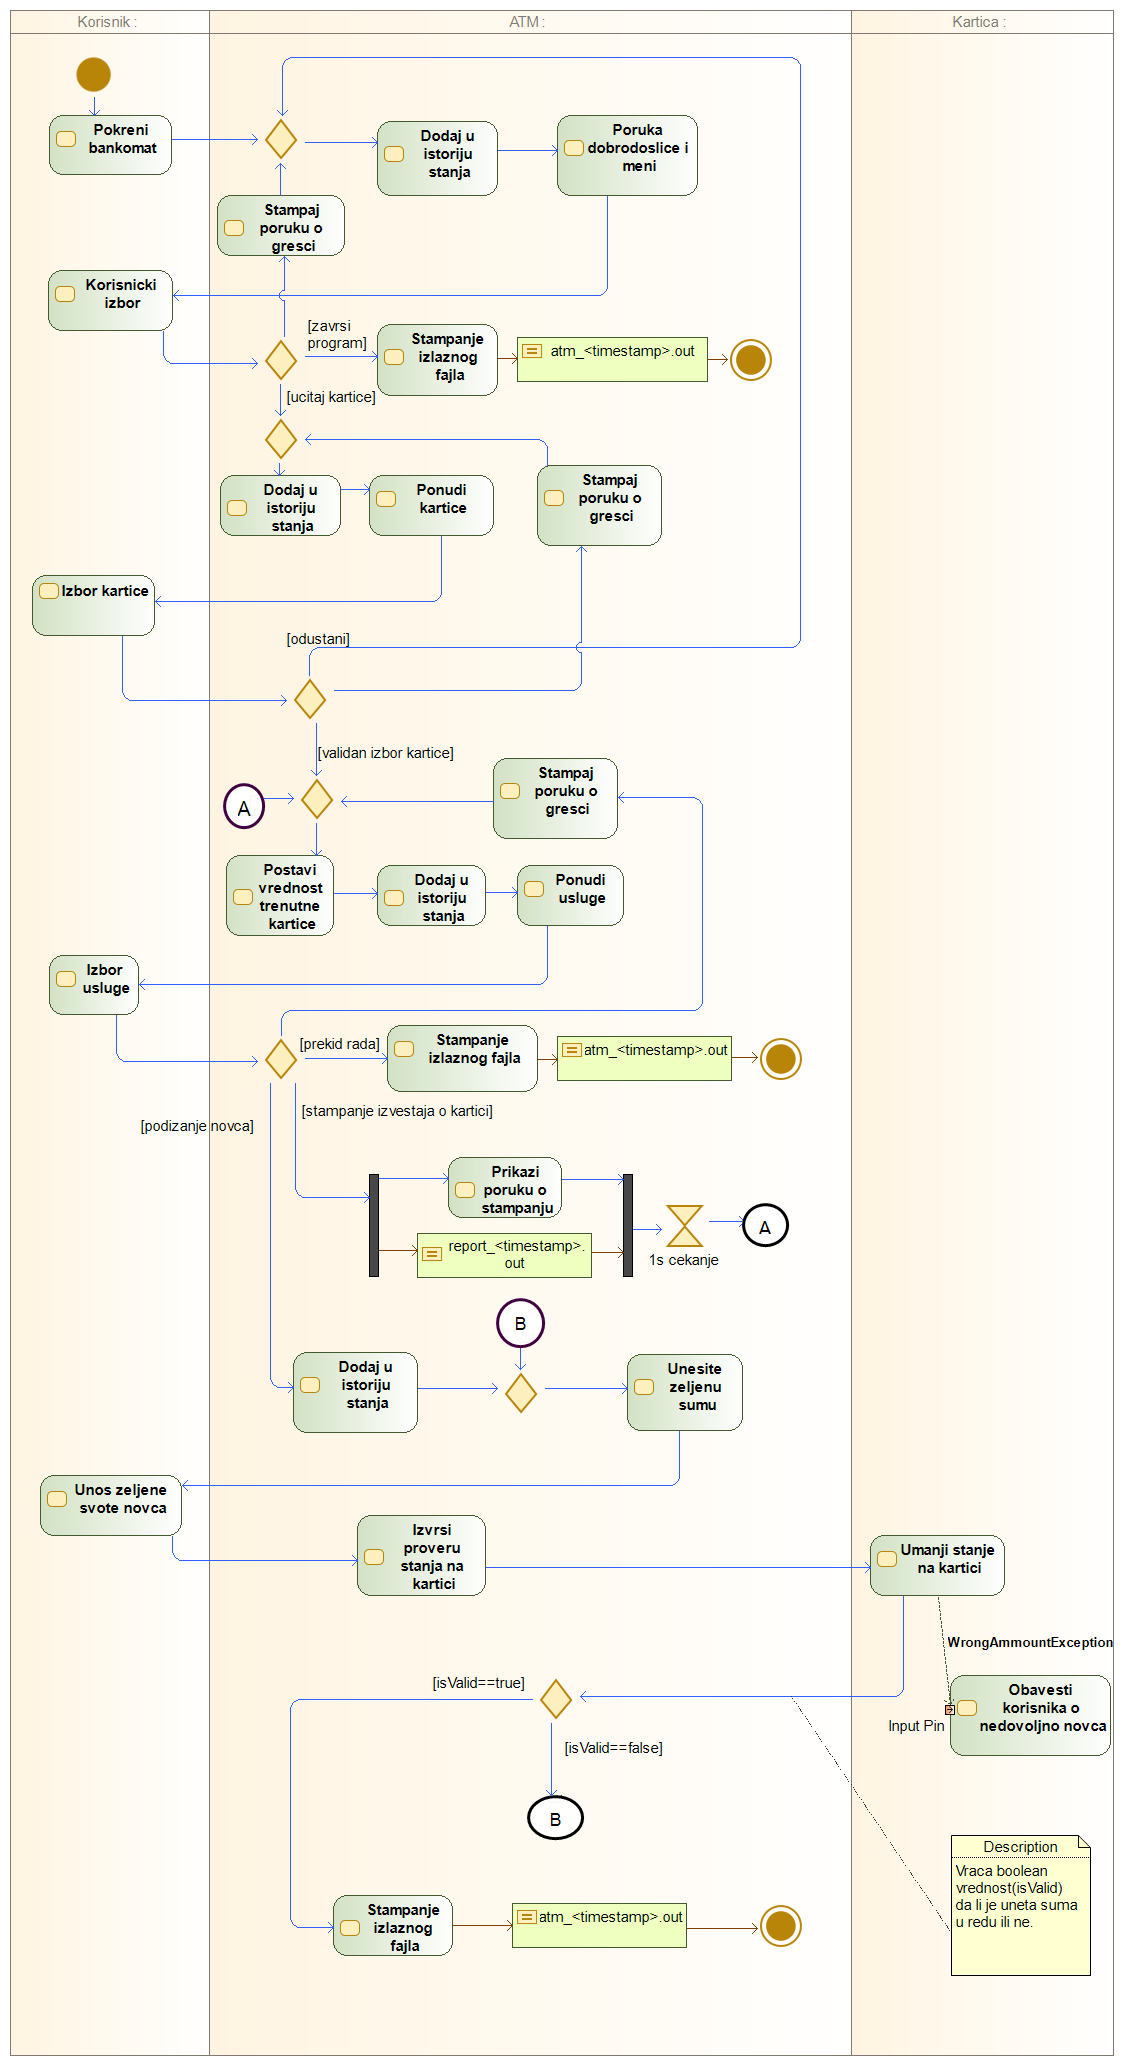 Korisnik :
ATM :
Kartica :
Pokreni
bankomat
Dodaj u
istoriju
stanja
Poruka
dobrodoslice i
meni
Stampaj
poruku o
gresci
Korisnicki
izbor
[zavrsi
program]
Stampanje
izlaznog
fajla
atm_<timestamp>.out
[ucitaj kartice]
Dodaj u
istoriju
stanja
Ponudi
kartice
Stampaj
poruku o
gresci
Izbor kartice
[odustani]
[validan izbor kartice]
A
Stampaj
poruku o
gresci
Postavi
vrednost
trenutne
kartice
Dodaj u
istoriju
stanja
Ponudi
usluge
Izbor
usluge
[prekid rada]
Stampanje
izlaznog fajla
atm_<timestamp>.out
[stampanje izvestaja o kartici]
[podizanje novca]
Prikazi
poruku o
stampanju
report_<timestamp>.
out
1s cekanje
A
B
Dodaj u
istoriju
stanja
Unesite
zeljenu
sumu
Unos zeljene
svote novca
Izvrsi
proveru
stanja na
kartici
Umanji stanje
na kartici
WrongAmmountException
[isValid==true]
Obavesti
korisnika o
nedovoljno novca
Input Pin
[isValid==false]
B
Description
Vraca boolean
vrednost(isValid)
da li je uneta suma
u redu ili ne.
Stampanje
izlaznog
fajla
atm_<timestamp>.out